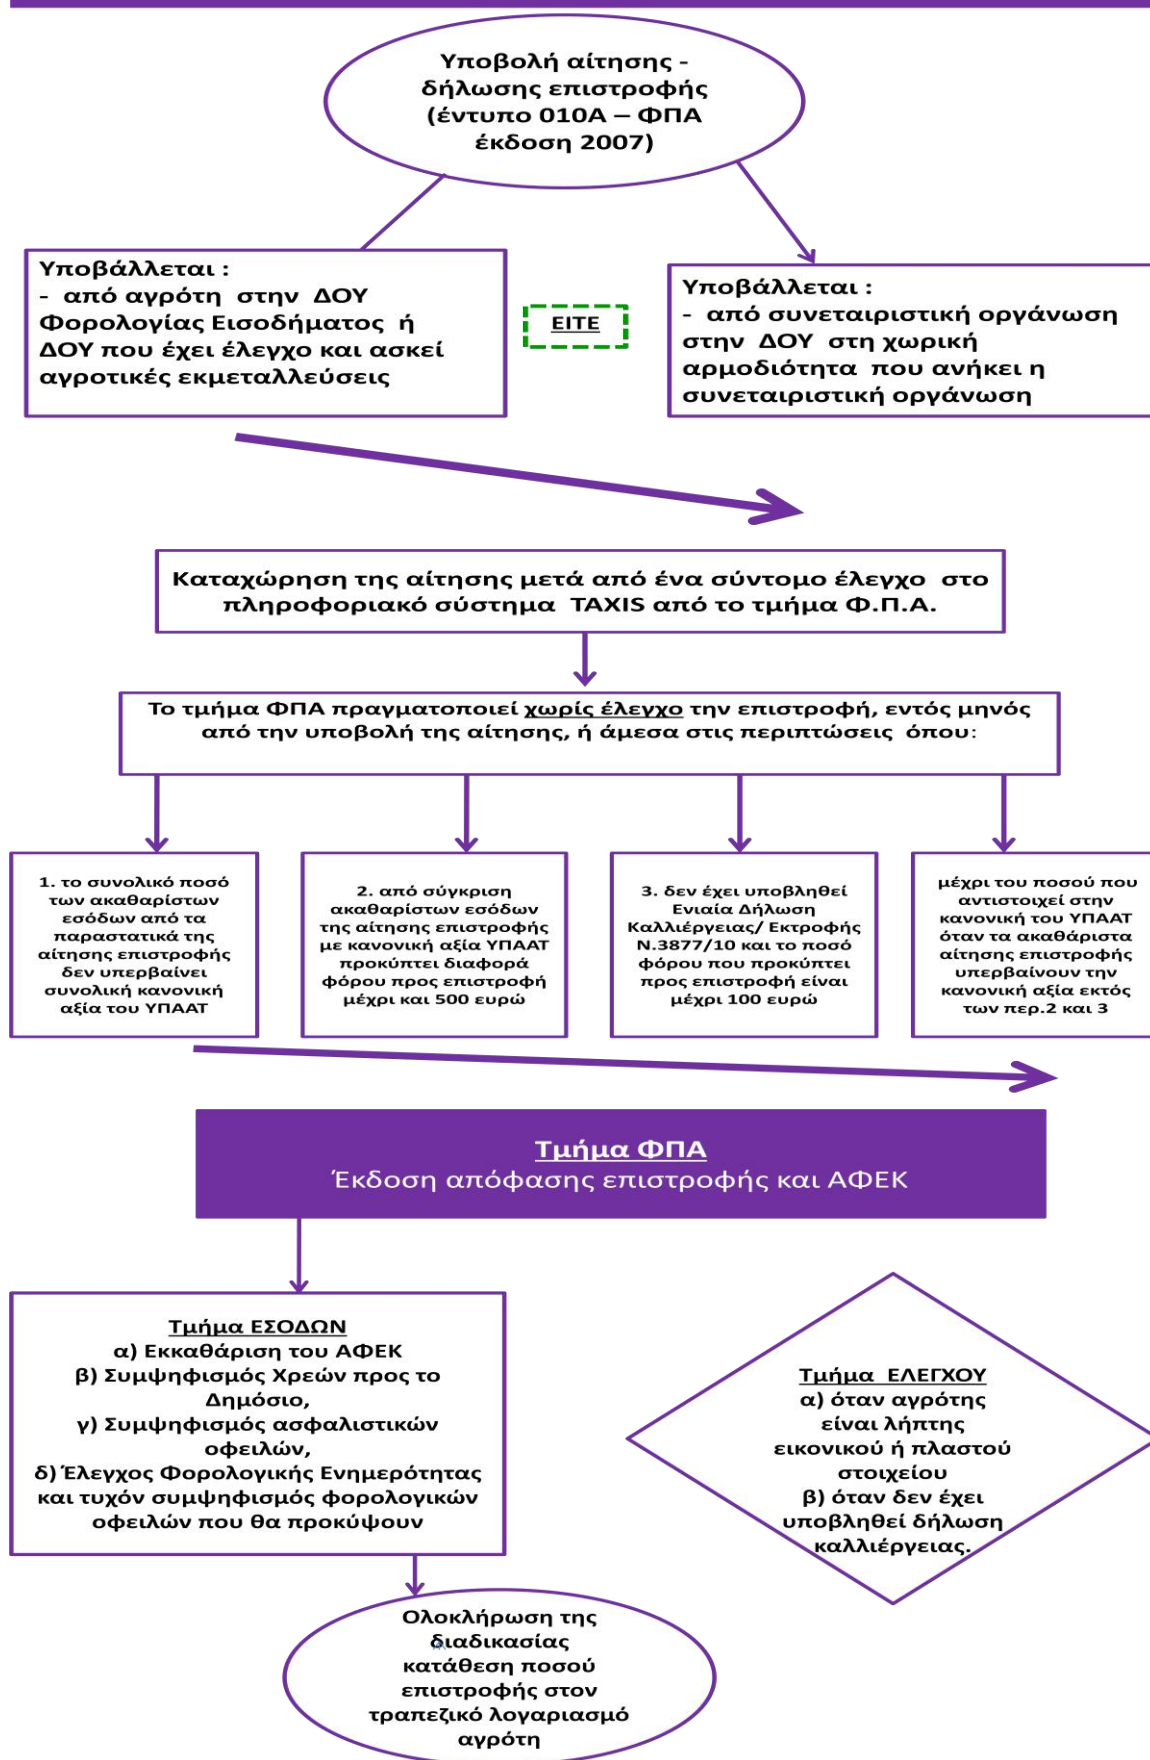 Υποβολή αίτησης -
δήλωσης επιστροφής
(έντυπο 010Α – ΦΠΑ
έκδοση 2007)
Υποβάλλεται :
- από αγρότη στην ΔΟΥ
Φορολογίας Εισοδήματος ή
ΔΟΥ που έχει έλεγχο και ασκεί
αγροτικές εκμεταλλεύσεις
ΕΙΤΕ
Υποβάλλεται :
- από συνεταιριστική οργάνωση
στην ΔΟΥ στη χωρική
αρμοδιότητα που ανήκει η
συνεταιριστική οργάνωση
Καταχώρηση της αίτησης μετά από ένα σύντομο έλεγχο στο
πληροφοριακό σύστημα TAXIS από το τμήμα Φ.Π.Α.
Το τμήμα ΦΠΑ πραγματοποιεί χωρίς έλεγχο την επιστροφή, εντός μηνός
από την υποβολή της αίτησης, ή άμεσα στις περιπτώσεις όπου:
1. το συνολικό ποσό
των ακαθαρίστων
εσόδων από τα
παραστατικά της
αίτησης επιστροφής
δεν υπερβαίνει
συνολική κανονική
αξία του ΥΠΑΑΤ
2. από σύγκριση
ακαθαρίστων εσόδων
της αίτησης επιστροφής
με κανονική αξία ΥΠΑΑΤ
προκύπτει διαφορά
φόρου προς επιστροφή
μέχρι και 500 ευρώ
3. δεν έχει υποβληθεί
Ενιαία Δήλωση
Καλλιέργειας/ Εκτροφής
Ν.3877/10 και το ποσό
φόρου που προκύπτει
προς επιστροφή είναι
μέχρι 100 ευρώ
μέχρι του ποσού που
αντιστοιχεί στην
κανονική του ΥΠΑΑΤ
όταν τα ακαθάριστα
αίτησης επιστροφής
υπερβαίνουν την
κανονική αξία εκτός
των περ.2 και 3
Τμήμα ΦΠΑ
Έκδοση απόφασης επιστροφής και ΑΦΕΚ
Τμήμα ΕΣΟΔΩΝ
α) Εκκαθάριση του ΑΦΕΚ
β) Συμψηφισμός Χρεών προς το
Δημόσιο,
γ) Συμψηφισμός ασφαλιστικών
οφειλών,
δ) Έλεγχος Φορολογικής Ενημερότητας
και τυχόν συμψηφισμός φορολογικών
οφειλών που θα προκύψουν
Τμήμα ΕΛΕΓΧΟΥ
α) όταν αγρότης
είναι λήπτης
εικονικού ή πλαστού
στοιχείου
β) όταν δεν έχει
υποβληθεί δήλωση
καλλιέργειας.
Ολοκλήρωση της
διαδικασίας
κατάθεση ποσού
επιστροφής στον
τραπεζικό λογαριασμό
αγρότη